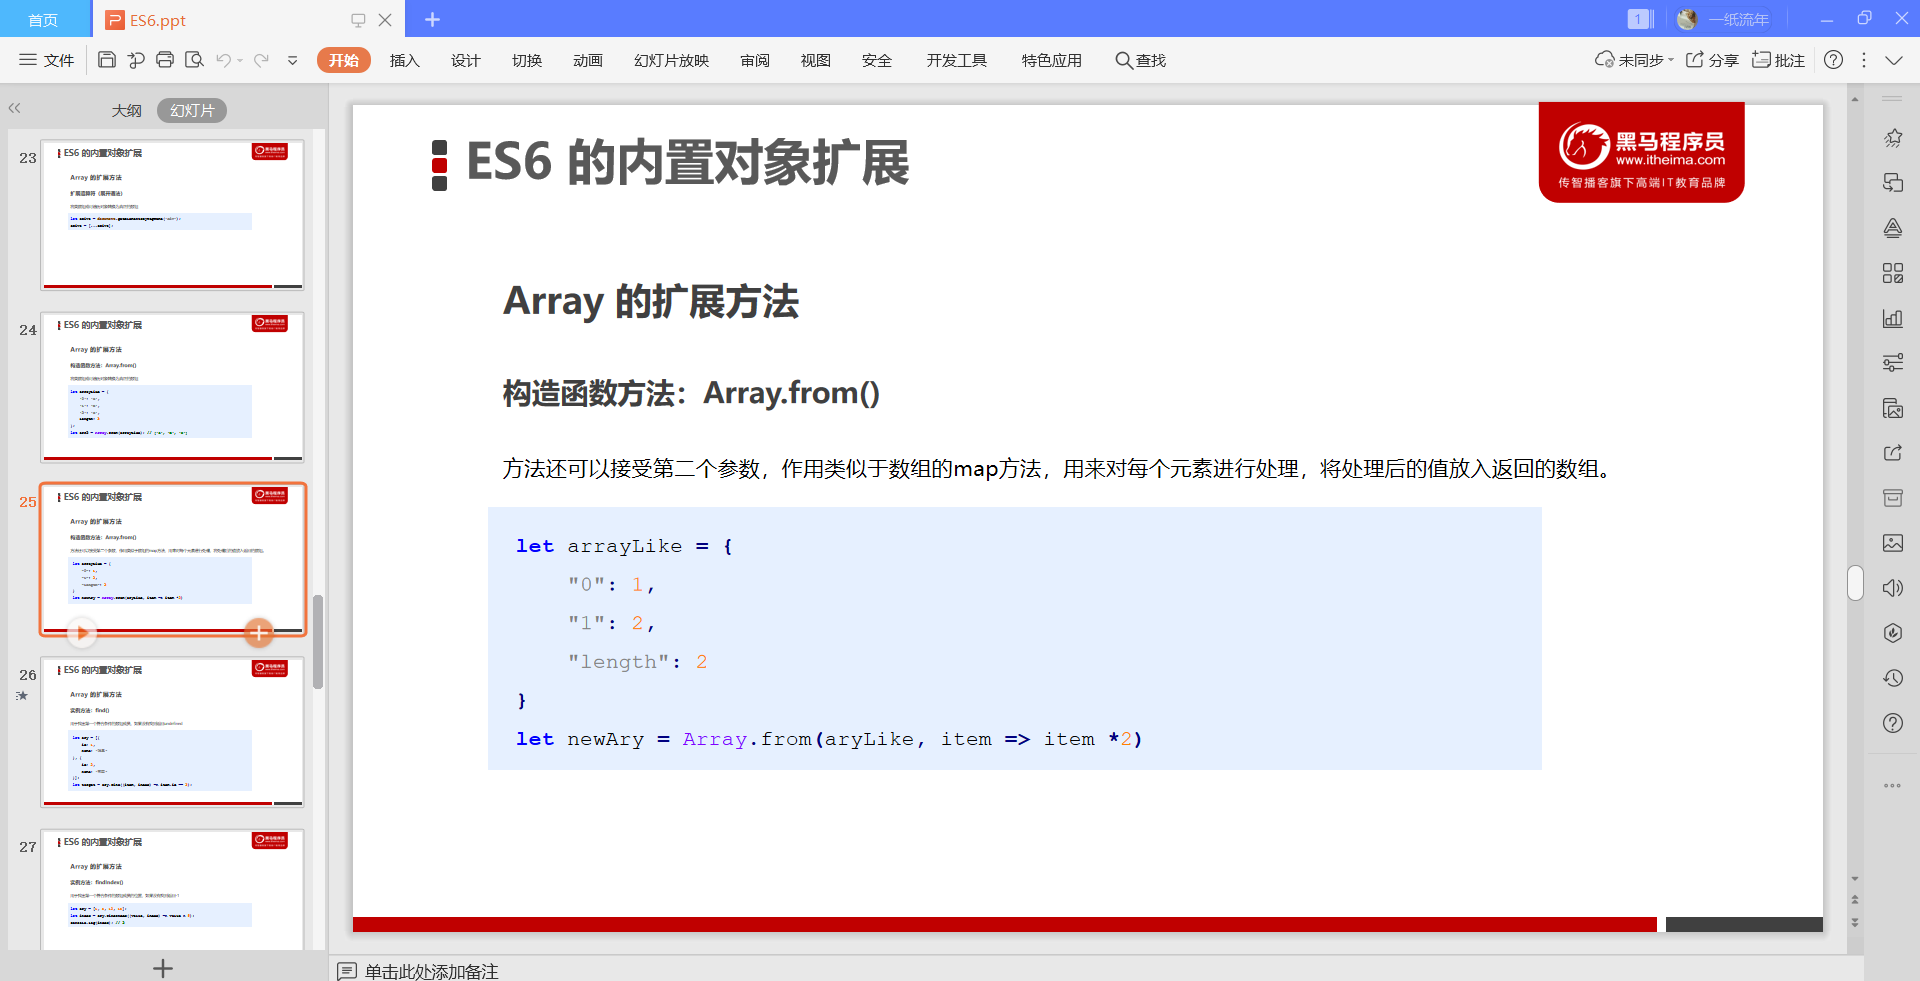 首页
ES6.ppt
1
一纸流年
文件
开始
插入
设计
切换
动画
幻灯片放映
审阅
视图
安全
开发工具
特色应用
查找
未同步
分享
批注
大纲
幻灯片
23
ES6 的内置对象扩展
Array 的扩展方法
扩展运算符（展开语法）
24
ES6 的内置对象扩展
Array 的扩展方法
构造函数方法：Array.from()
25
ES6 的内置对象扩展
Array 的扩展方法
构造函数方法：Array.from()
26
ES6 的内置对象扩展
Array 的扩展方法
实例方法：find()
27
ES6 的内置对象扩展
Array 的扩展方法
实例方法：findIndex()
ES6 的内置对象扩展
黑马程序员
www.itheima.com
传智播客旗下高端IT教育品牌
Array 的扩展方法
构造函数方法：Array.from()
方法还可以接受第二个参数，作用类似于数组的map方法，用来对每个元素进行处理，将处理后的值放入返回的数组。
let arrayLike = {
"0": 1,
"1": 2,
"length": 2
}
let newAry = Array.from(aryLike, item => item *2)
单击此处添加备注